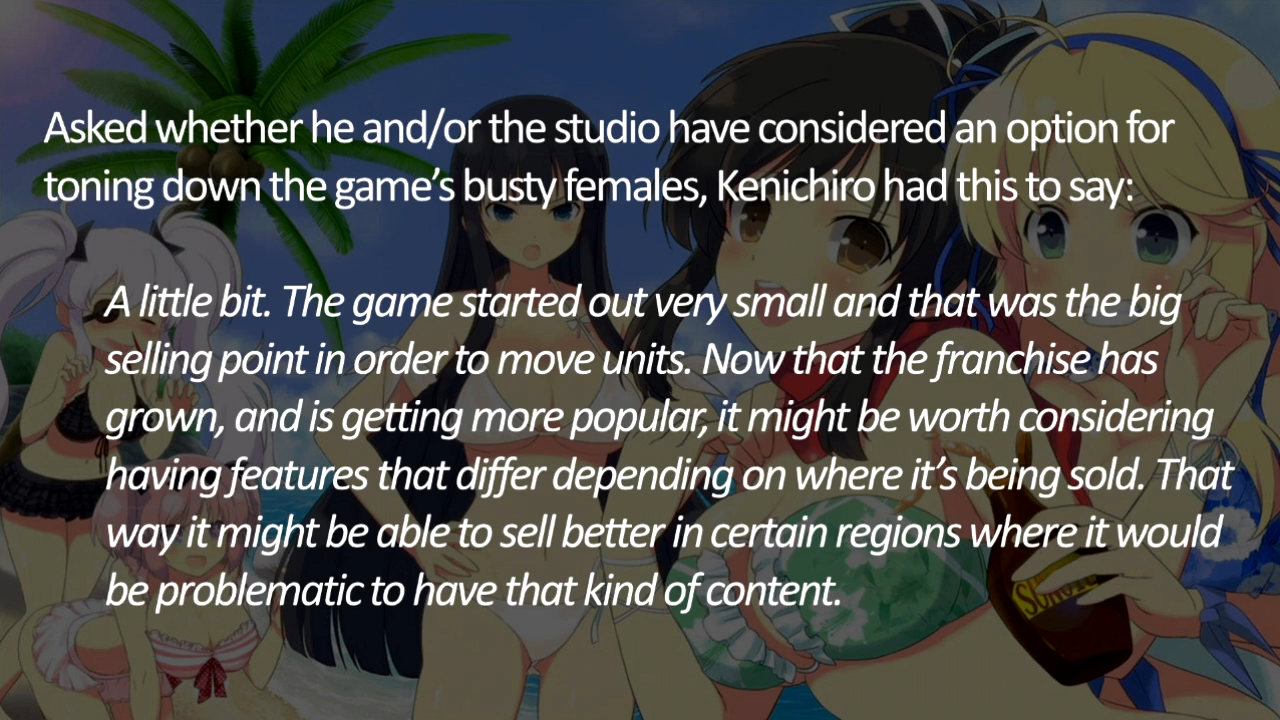 Asked whether he and/or the studio have considered an option for
toning down the game's busty females, Kenichiro had this to say:
A little bit. The game started out very small and that was the big
selling point in order to move units. Now that the franchise has
grown, and is getting more popular, it might be worth considering
having features that differ depending on where it's being sold. That
way it might be able to sell better in certain regions where it would
be problematic to have that kind of content.